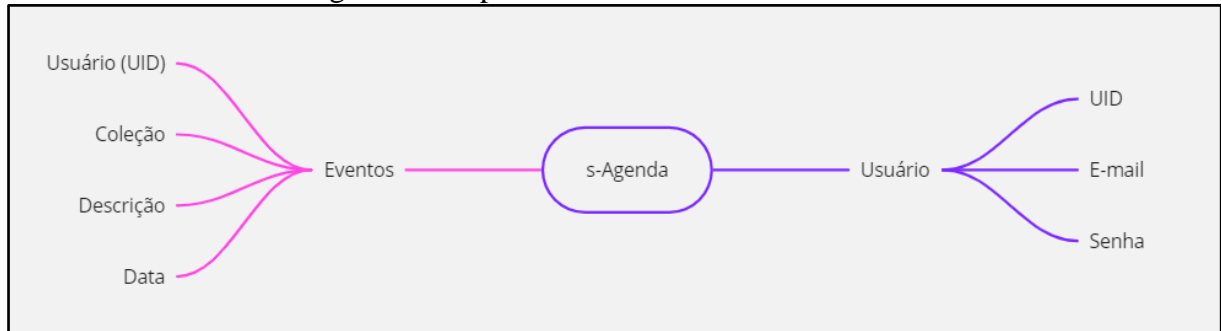 Usuário (UID)
Coleção
Descrição
Data
Eventos
s-Agenda
Usuário
UID
E-mail
Senha